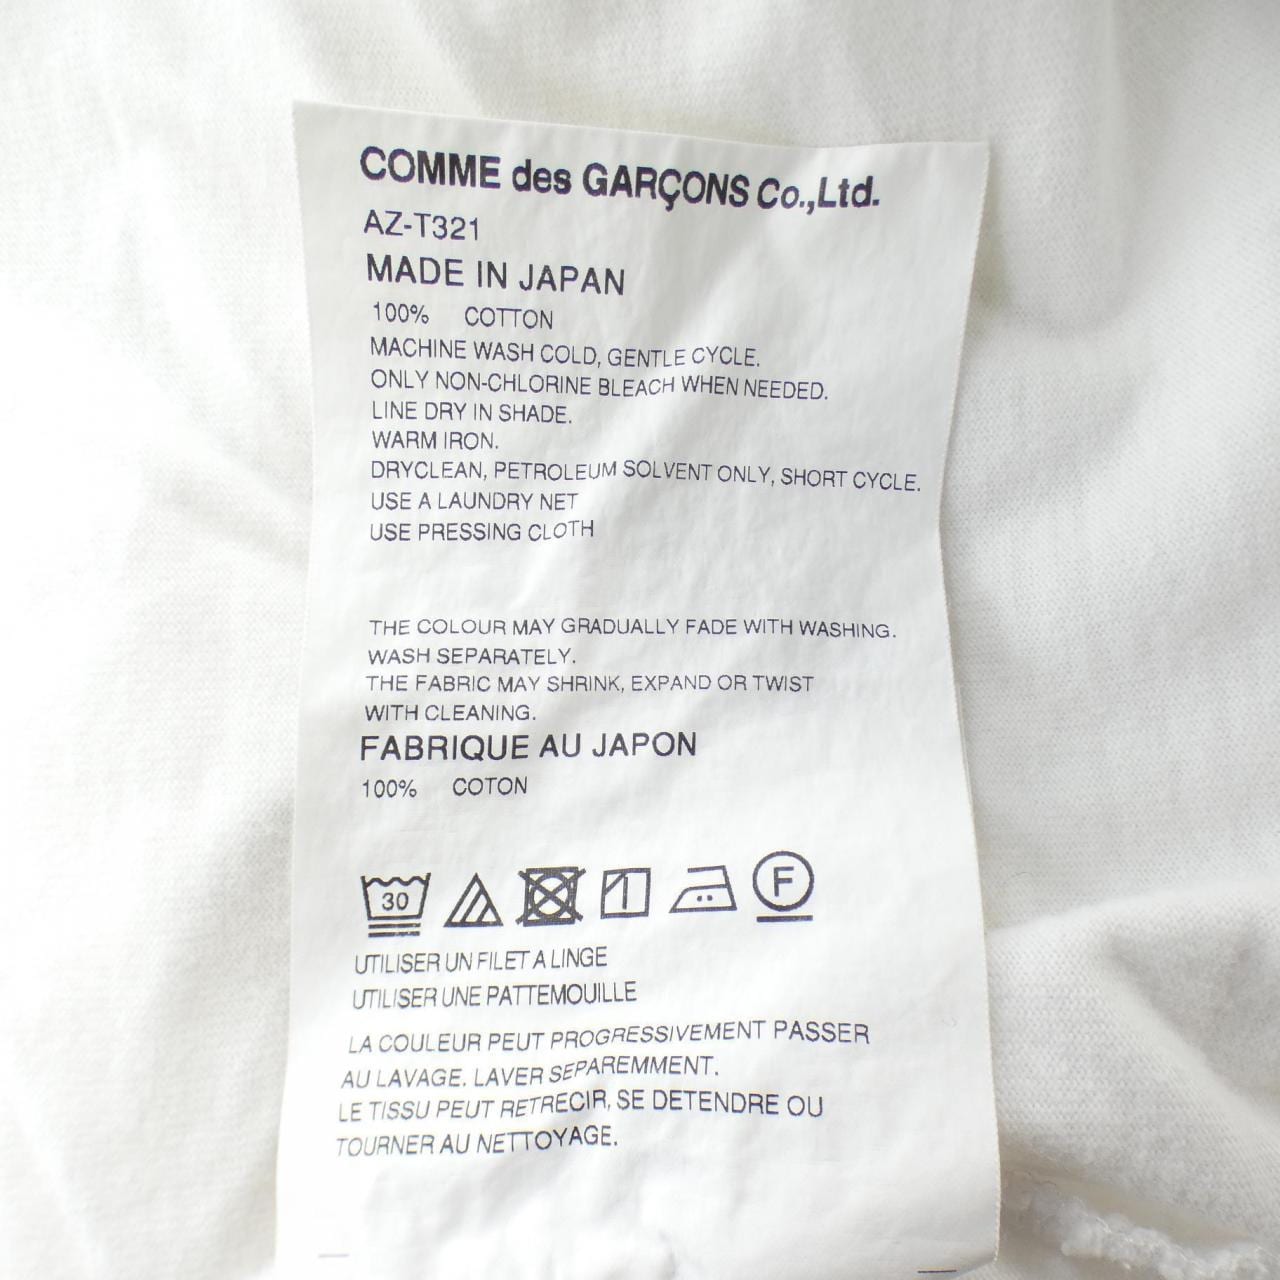 COMME des GARÇONS Co.,Ltd.
AZ-T321
MADE IN JAPAN
100% COTTON
MACHINE WASH COLD, GENTLE CYCLE.
ONLY NON-CHLORINE BLEACH WHEN NEEDED.
LINE DRY IN SHADE.
WARM IRON.
DRYCLEAN, PETROLEUM SOLVENT ONLY, SHORT CYCLE.
USE A LAUNDRY NET
USE PRESSING CLOTH
THE COLOUR MAY GRADUALLY FADE WITH WASHING.
WASH SEPARATELY.
THE FABRIC MAY SHRINK, EXPAND OR TWIST
WITH CLEANING.
FABRIQUE AU JAPON
100% COTON
30 F
UTILISER UN FILET A LINGE
UTILISER UNE PATTEMOUILLE
LA COULEUR PEUT PROGRESSIVEMENT PASSER
AU LAVAGE. LAVER SEPAREMMENT.
LE TISSU PEUT RETRECIR, SE DETENDRE OU
TOURNER AU NETTOYAGE.